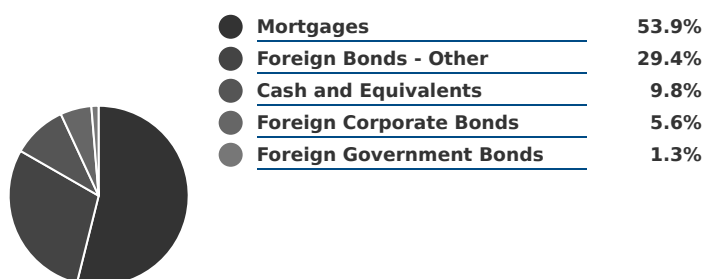 Mortgages 53.9%
Foreign Bonds - Other 29.4%
Cash and Equivalents 9.8%
Foreign Corporate Bonds 5.6%
Foreign Government Bonds 1.3%